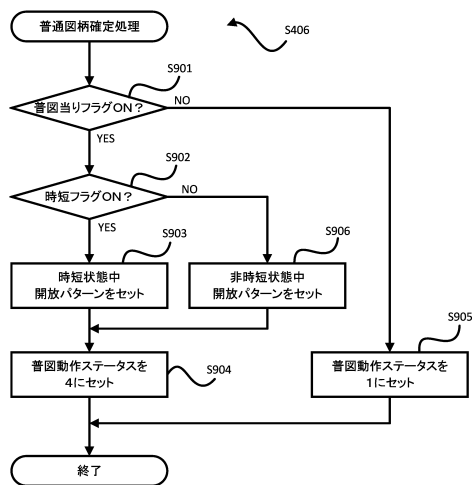 普通図柄確定処理
S406
S901
普図当りフラグON?
NO
YES
S902
時短フラグON?
NO
YES
S903
S906
時短状態中
開放パターンをセット
非時短状態中
開放パターンをセット
S905
普図動作ステータスを
4にセット
S904
普図動作ステータスを
1にセット
終了